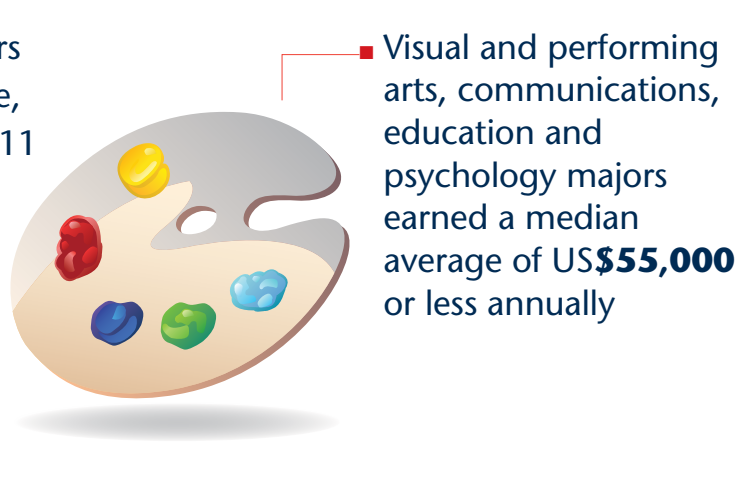 11
Visual and performing
arts, communications,
education and
psychology majors
earned a median
average of US$55,000
or less annually